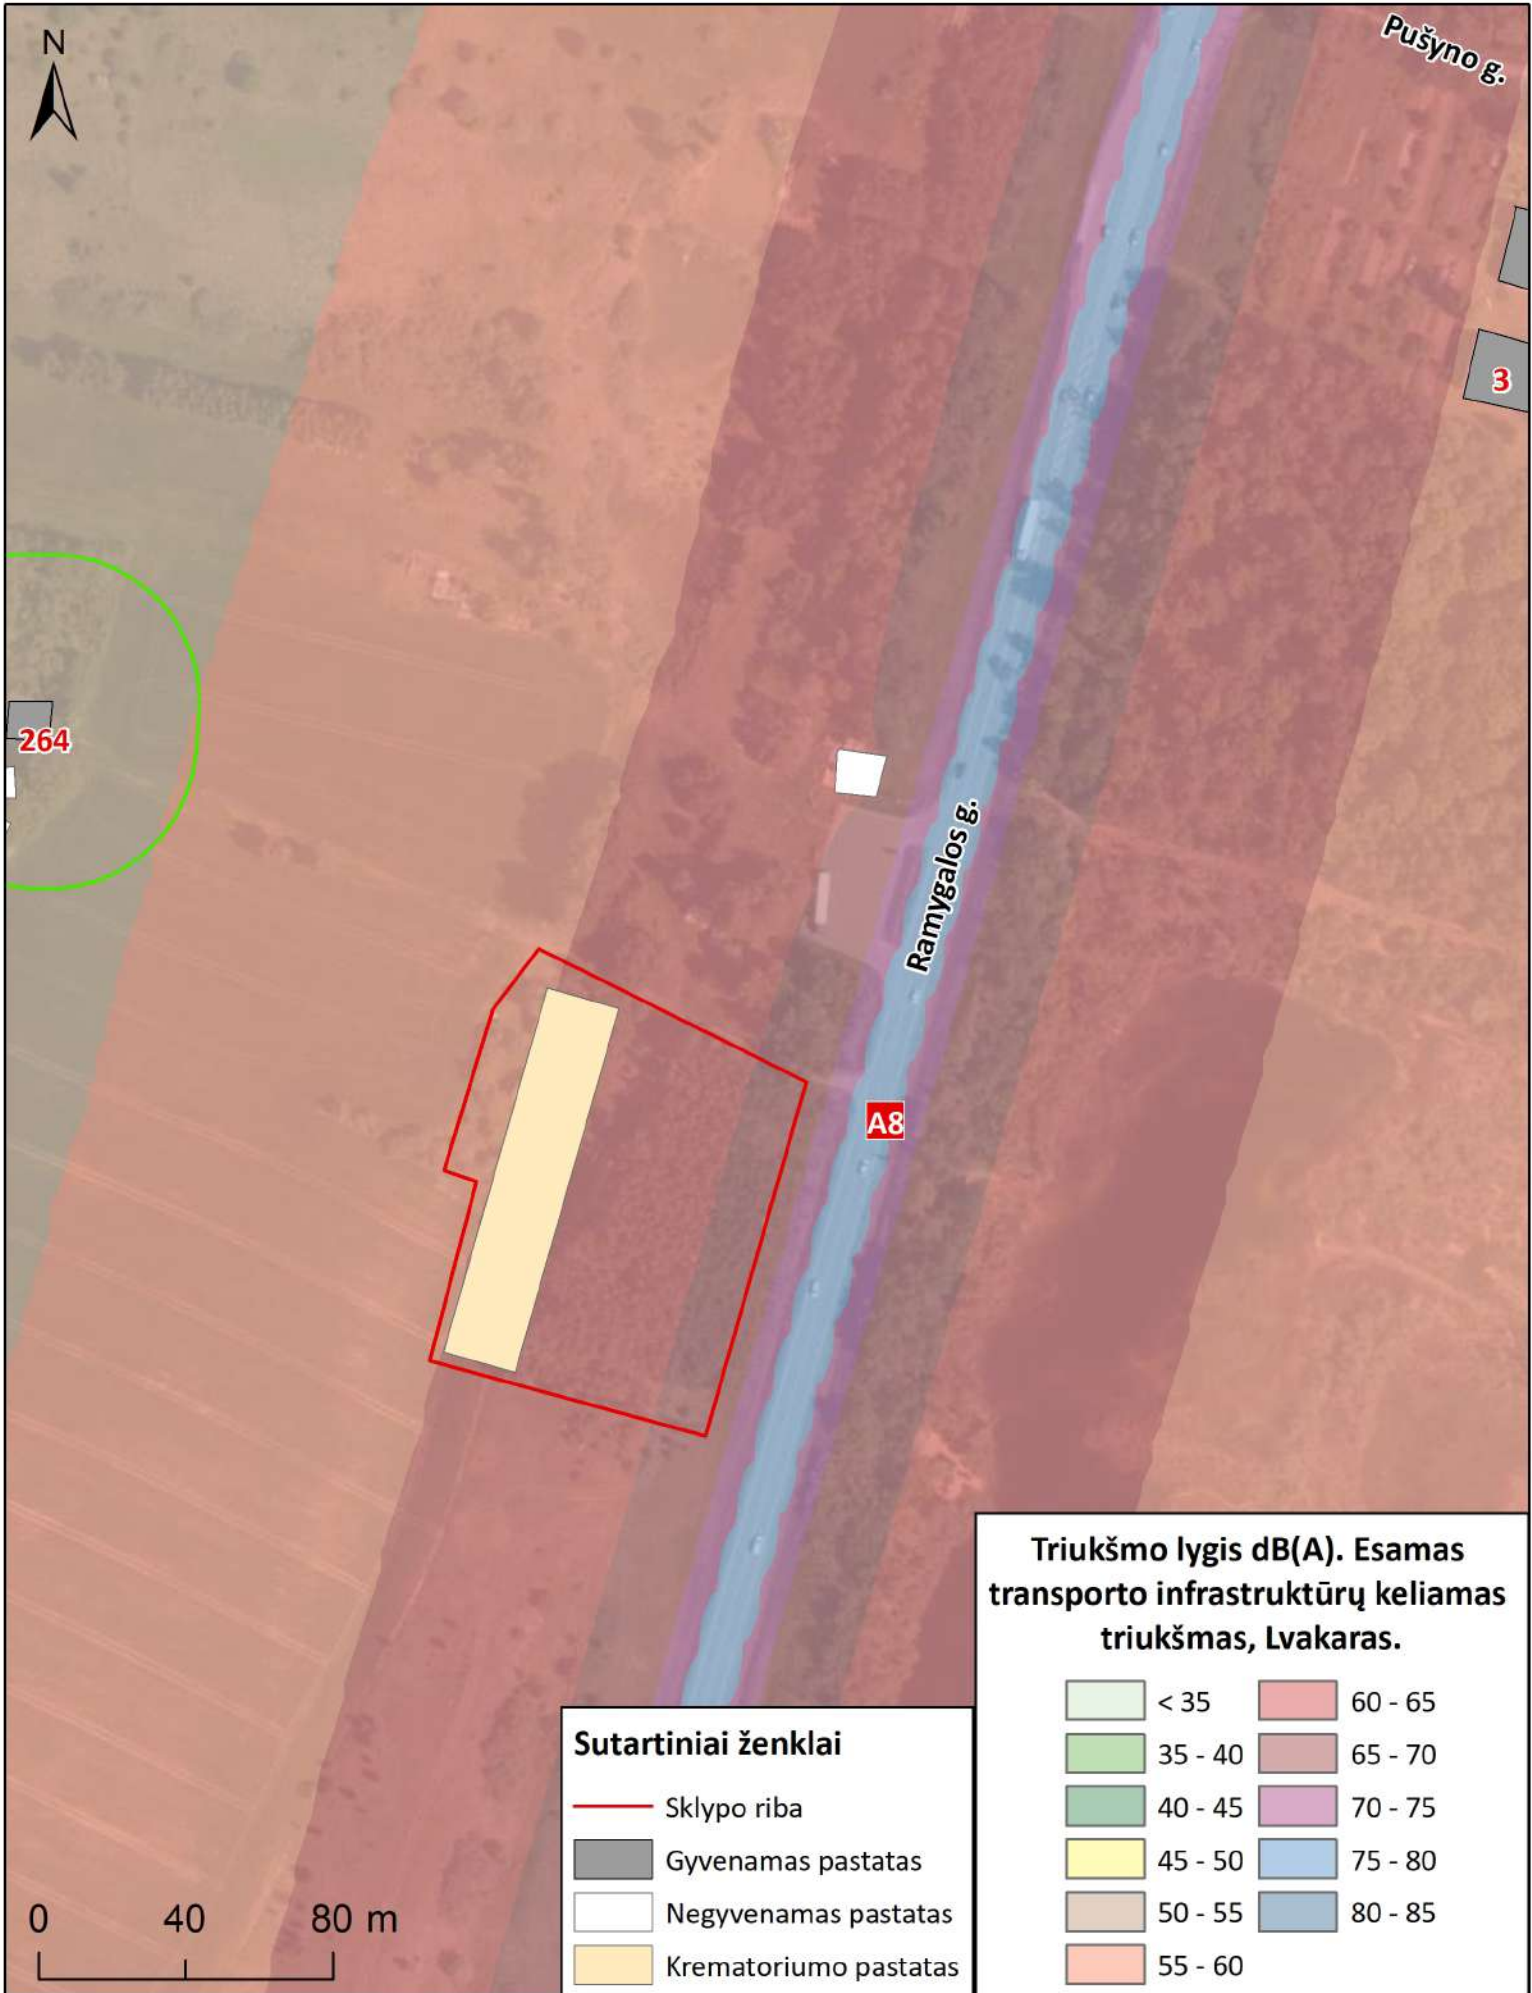 N
Pušyno g.
3
264
Ramygalos g.
A8
Triukšmo lygis dB(A). Esamas
transporto infrastruktūrų keliamas
triukšmas, Lvakaras.
< 35
60 - 65
35 - 40
65 - 70
40 - 45
70 - 75
45 - 50
75 - 80
50 - 55
80 - 85
55 - 60
Sutartiniai ženklai
Sklypo riba
Gyvenamas pastatas
Negyvenamas pastatas
Krematoriumo pastatas
0 40 80 m